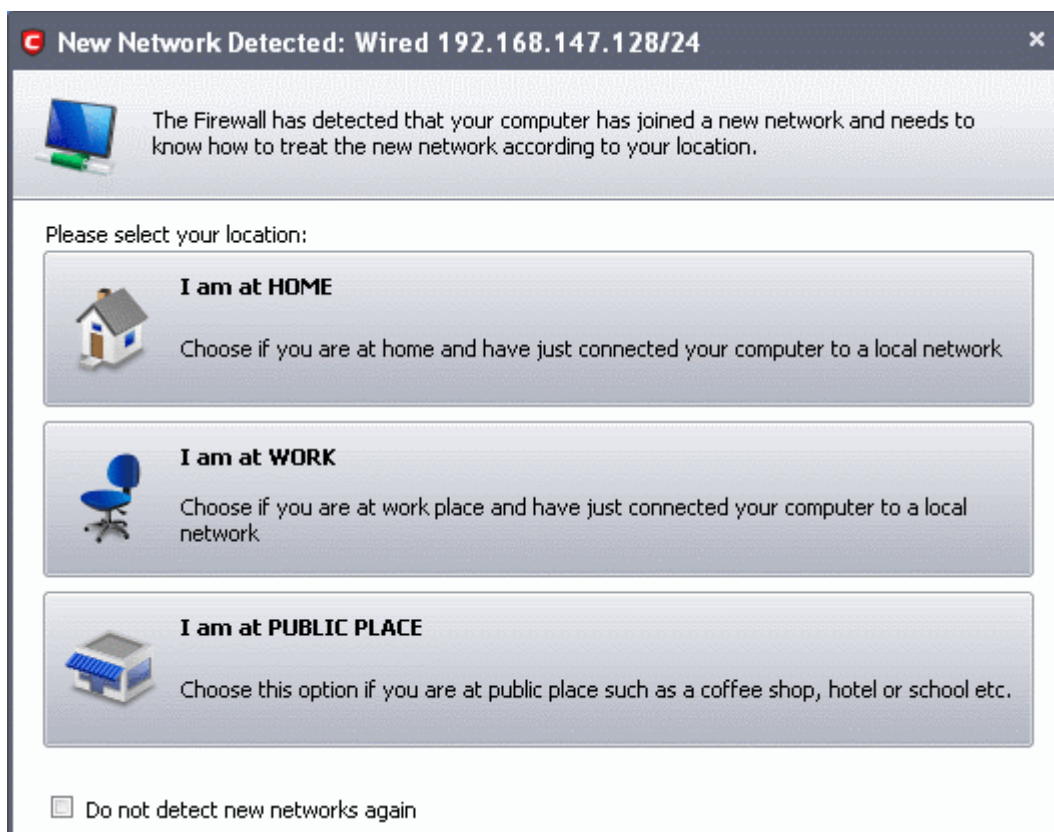 New Network Detected: Wired 192.168.147.128/24
The Firewall has detected that your computer has joined a new network and needs to
know how to treat the new network according to your location.
Please select your location:
I am at HOME
Choose if you are at home and have just connected your computer to a local network
I am at WORK
Choose if you are at work place and have just connected your computer to a local
network
I am at PUBLIC PLACE
Choose this option if you are at public place such as a coffee shop, hotel or school etc.
Do not detect new networks again